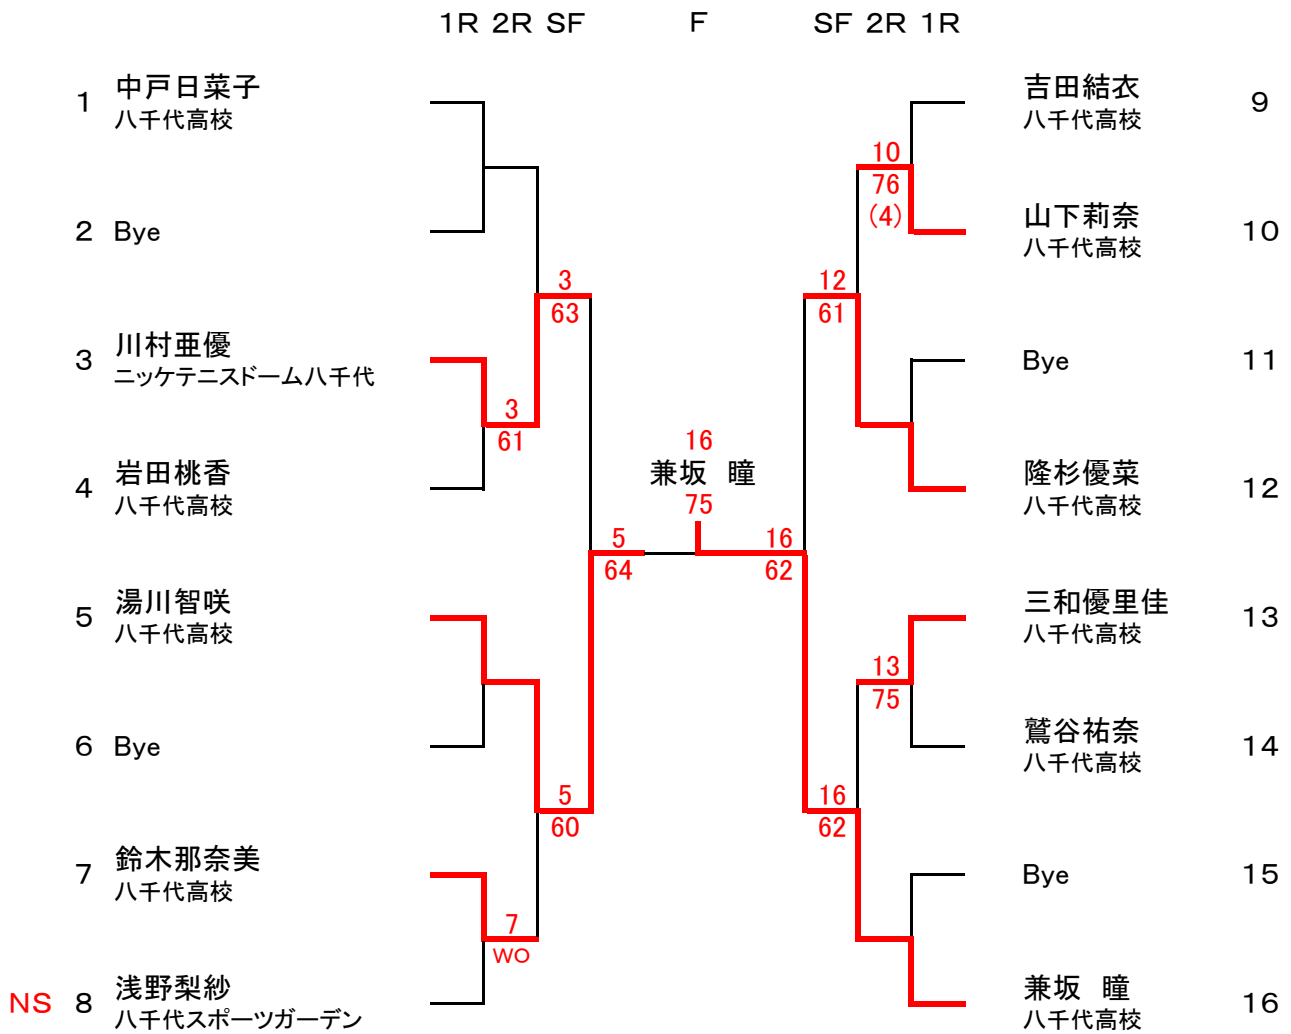 1R 2R SF F SF 2R 1R
1 中戸日菜子
八千代高校
2 Bye
3 川村亜優
ニッケテニスドーム八千代
4 岩田桃香
八千代高校
5 湯川智咲
八千代高校
6 Bye
7 鈴木那奈美
八千代高校
NS 8 浅野梨紗
八千代スポーツガーデン
3
61
7
WO
3
63
5
60
5
64
16
兼坂 瞳
75
16
62
12
61
16
62
10
76
(4)
13
75
吉田結衣 9
八千代高校
山下莉奈 10
八千代高校
Bye 11
隆杉優菜 12
八千代高校
三和優里佳 13
八千代高校
鷲谷祐奈 14
八千代高校
Bye 15
兼坂 瞳 16
八千代高校